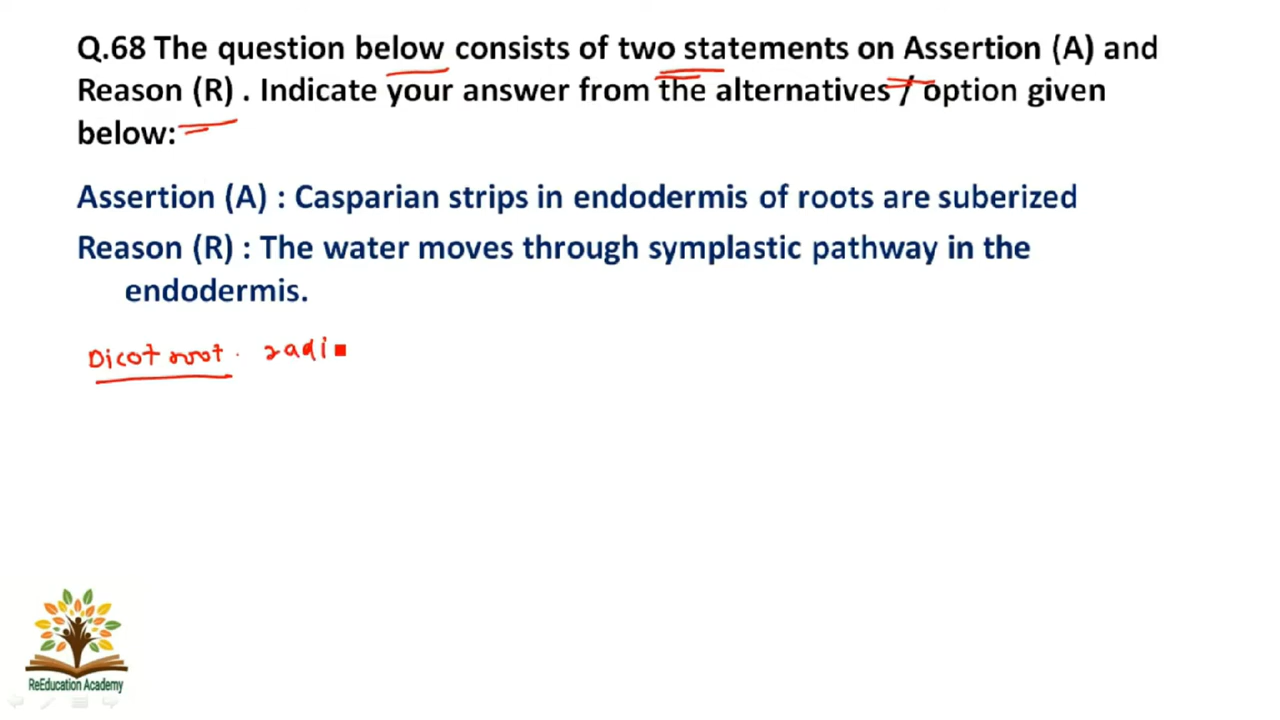 Q.68 The question below consists of two statements on Assertion (A) and
Reason (R) . Indicate your answer from the alternatives / option given
below:
Assertion (A) : Casparian strips in endodermis of roots are suberized
Reason (R) : The water moves through symplastic pathway in the
endodermis.
Dicot root . radi
ReEducation Academy